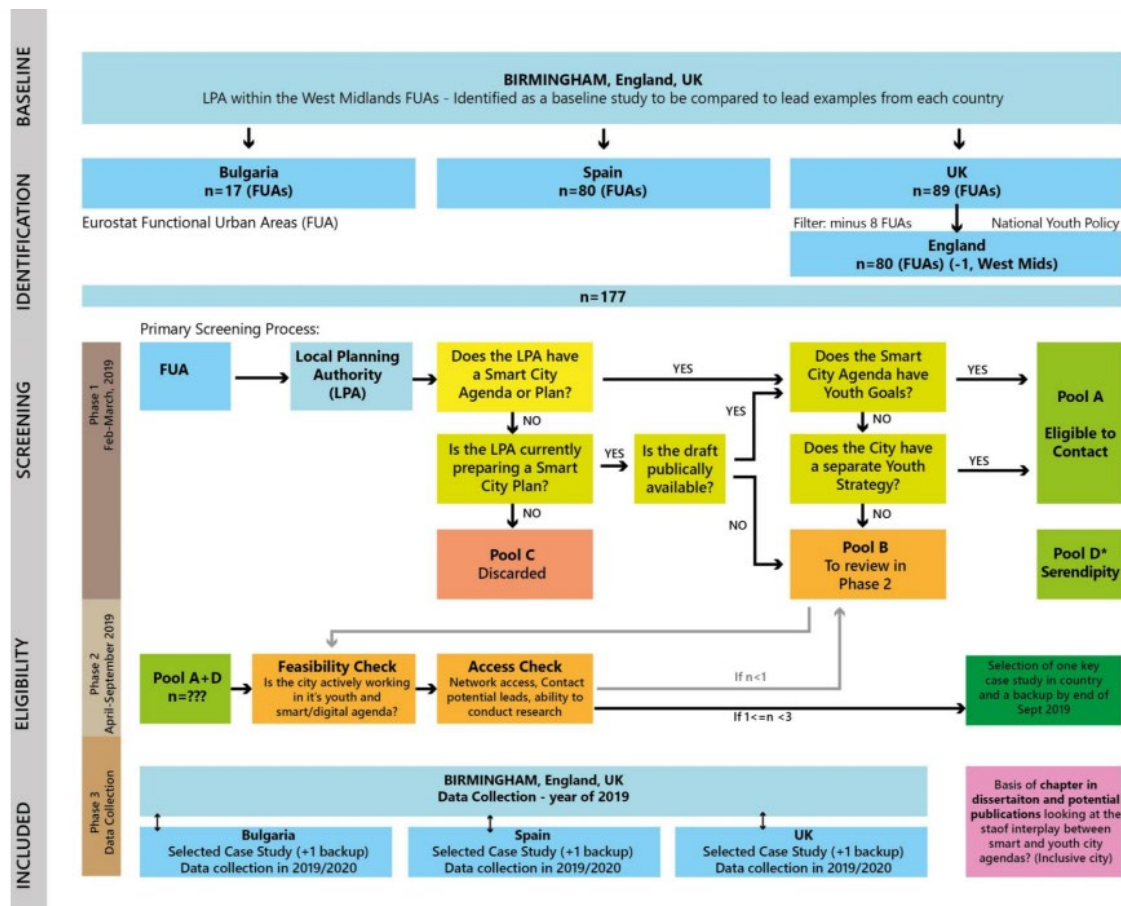 BASELINE
BIRMINGHAM, England, UK
LPA within the West Midlands FUAs - Identified as a baseline study to be compared to lead examples from each country
IDENTIFICATION
Bulgaria
n=17 (FUAs)
Spain
n=80 (FUAs)
UK
n=89 (FUAs)
Eurostat Functional Urban Areas (FUA)
Filter: minus 8 FUAs
National Youth Policy
England
n=80 (FUAs) (-1, West Mids)
n=177
SCREENING
Phase 1
Feb-March, 2019
Primary Screening Process:
FUA
Local Planning
Authority
(LPA)
Does the LPA have
a Smart City
Agenda or Plan?
YES
Does the Smart
City Agenda have
Youth Goals?
YES
Pool A
Eligible to
Contact
NO
YES
NO
Is the LPA currently
preparing a Smart
City Plan?
YES
Is the draft
publically
available?
Does the City have
a separate Youth
Strategy?
YES
NO
NO
NO
Pool C
Discarded
Pool B
To review in
Phase 2
Pool D*
Serendipity
ELIGIBILITY
Phase 2
April-September 2019
Pool A+D
n=???
Feasibility Check
Is the city actively working
in it's youth and
smart/digital agenda?
Access Check
Network access, Contact
potential leads, ability to
conduct research
If n<1
If 1<=n <3
Selection of one key
case study in country
and a backup by end of
Sept 2019
INCLUDED
Phase 3
Data Collection
BIRMINGHAM, England, UK
Data Collection - year of 2019
Bulgaria
Selected Case Study (+1 backup)
Data collection in 2019/2020
Spain
Selected Case Study (+1 backup)
Data collection in 2019/2020
UK
Selected Case Study (+1 backup)
Data collection in 2019/2020
Basis of chapter in
dissertaiton and potential
publications looking at the
staof interplay between
smart and youth city
agendas? (Inclusive city)